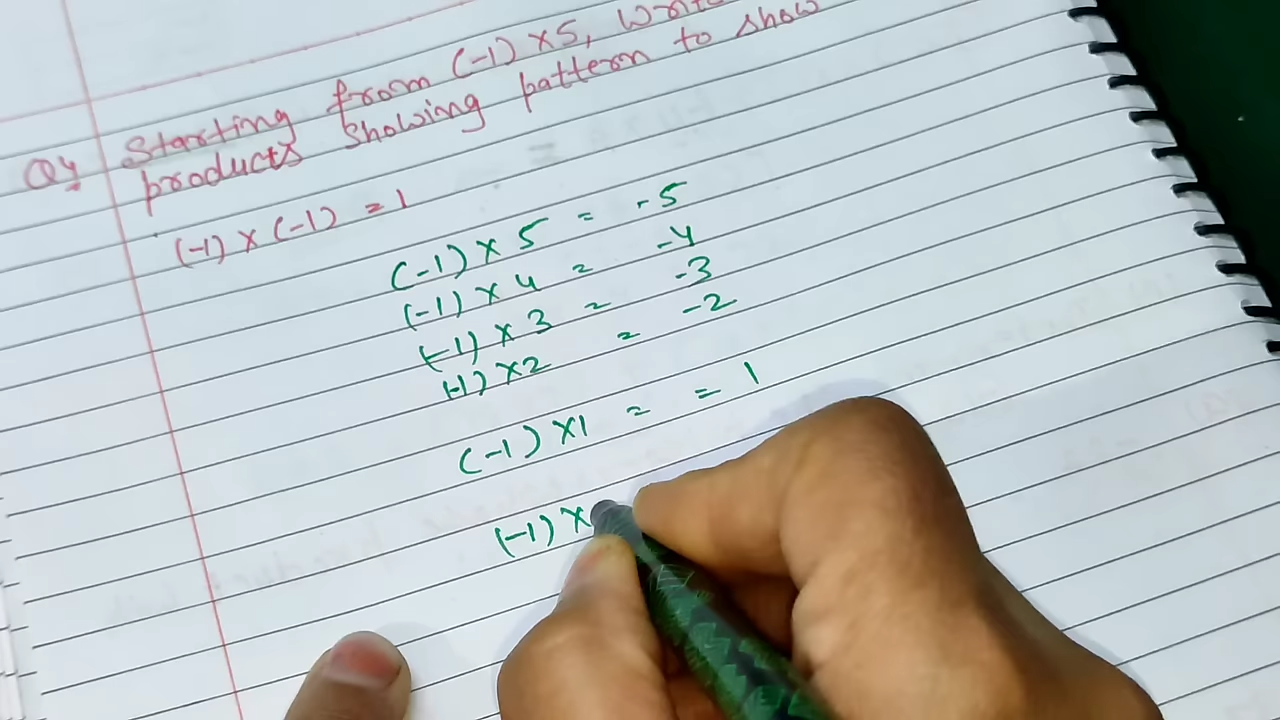 Q4 Starting from (-1) ×5, Write
products showing pattern to show
(-1) × (-1) = 1
(-1) × 5 = -5
(-1) × 4 = -4
(-1) × 3 = -3
(-1) ×2 = -2
(-1) ×1 = = 1
(-1) ×